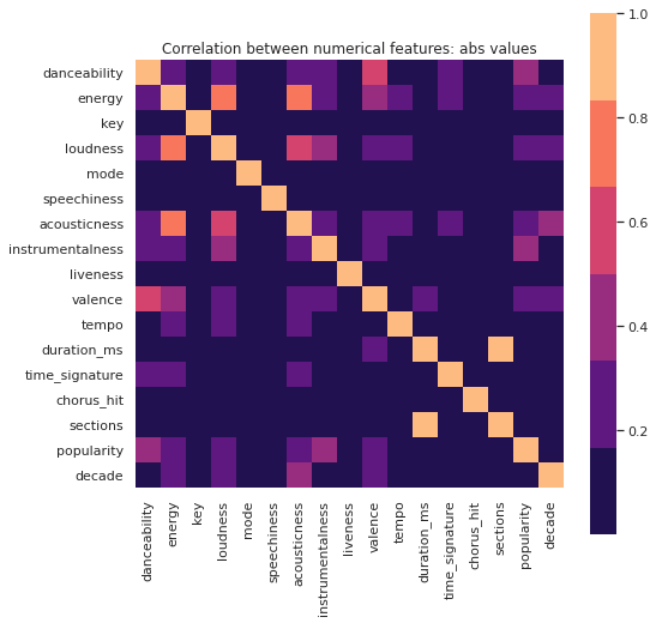 Correlation between numerical features: abs values
danceability
energy
key
loudness
mode
speechiness
acousticness
instrumentalness
liveness
valence
tempo
duration_ms
time_signature
chorus_hit
sections
popularity
decade
danceability
energy
key
loudness
mode
speechiness
acousticness
instrumentalness
liveness
valence
tempo
duration_ms
time_signature
chorus_hit
sections
popularity
decade
1.0
0.8
0.6
0.4
0.2